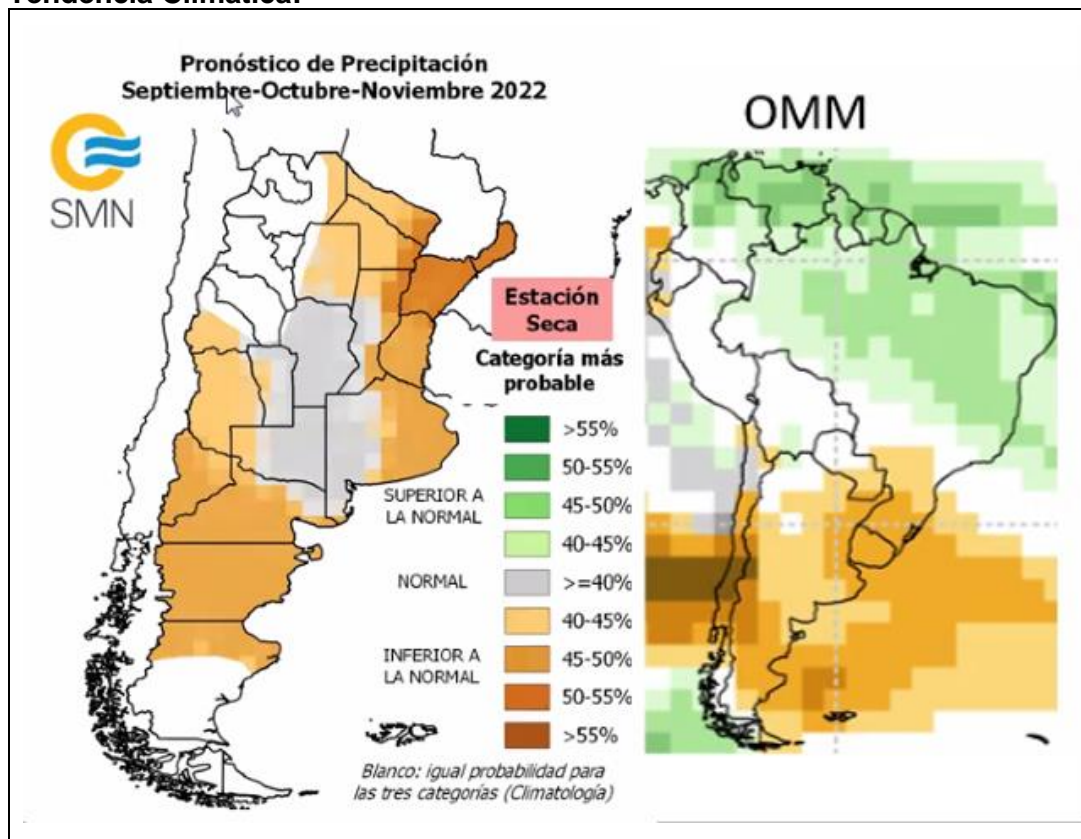 Tendencia Climática:
Pronóstico de Precipitación
Septiembre-Octubre-Noviembre 2022
SMN
OMM
Estación
Seca
Categoría más
probable
>55%
50-55%
SUPERIOR A
LA NORMAL
45-50%
40-45%
NORMAL
>=40%
40-45%
INFERIOR A
LA NORMAL
45-50%
50-55%
>55%
Blanco: igual probabilidad para
las tres categorías (Climatología)